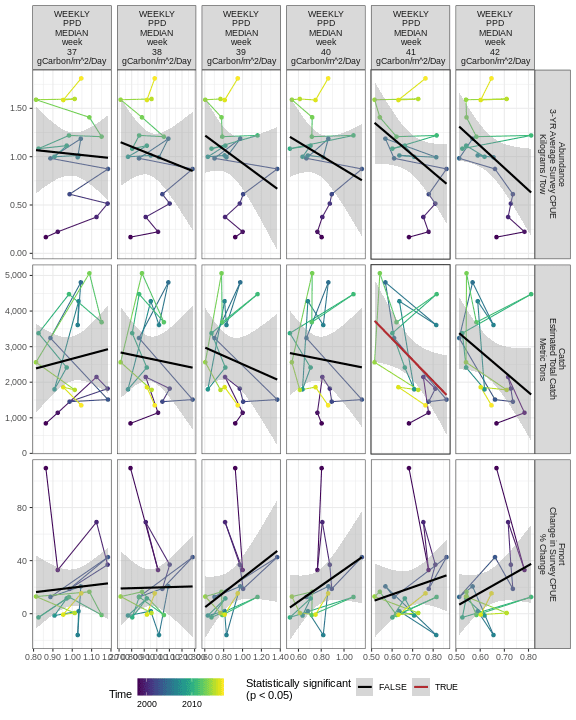 WEEKLY
PPD
MEDIAN
week
37
gCarbon/m^2/Day
WEEKLY
PPD
MEDIAN
week
38
gCarbon/m^2/Day
WEEKLY
PPD
MEDIAN
week
39
gCarbon/m^2/Day
WEEKLY
PPD
MEDIAN
week
40
gCarbon/m^2/Day
WEEKLY
PPD
MEDIAN
week
41
gCarbon/m^2/Day
WEEKLY
PPD
MEDIAN
week
42
gCarbon/m^2/Day
1.50
1.00
0.50
0.00
Abundance
3-YR Average Survey CPUE
Kilograms / Tow
5,000
4,000
3,000
2,000
1,000
0
Catch
Estimated Total Catch
Metric Tons
80
40
0
Fmort
Change in Survey CPUE
% Change
0.80 0.90 1.00 1.10
0.60 0.80 1.00 1.20 1.40
0.60 0.80 1.00
0.50 0.60 0.70 0.80
0.50 0.60 0.70 0.80
Time
2000 2010
Statistically significant
(p < 0.05)
FALSE
TRUE